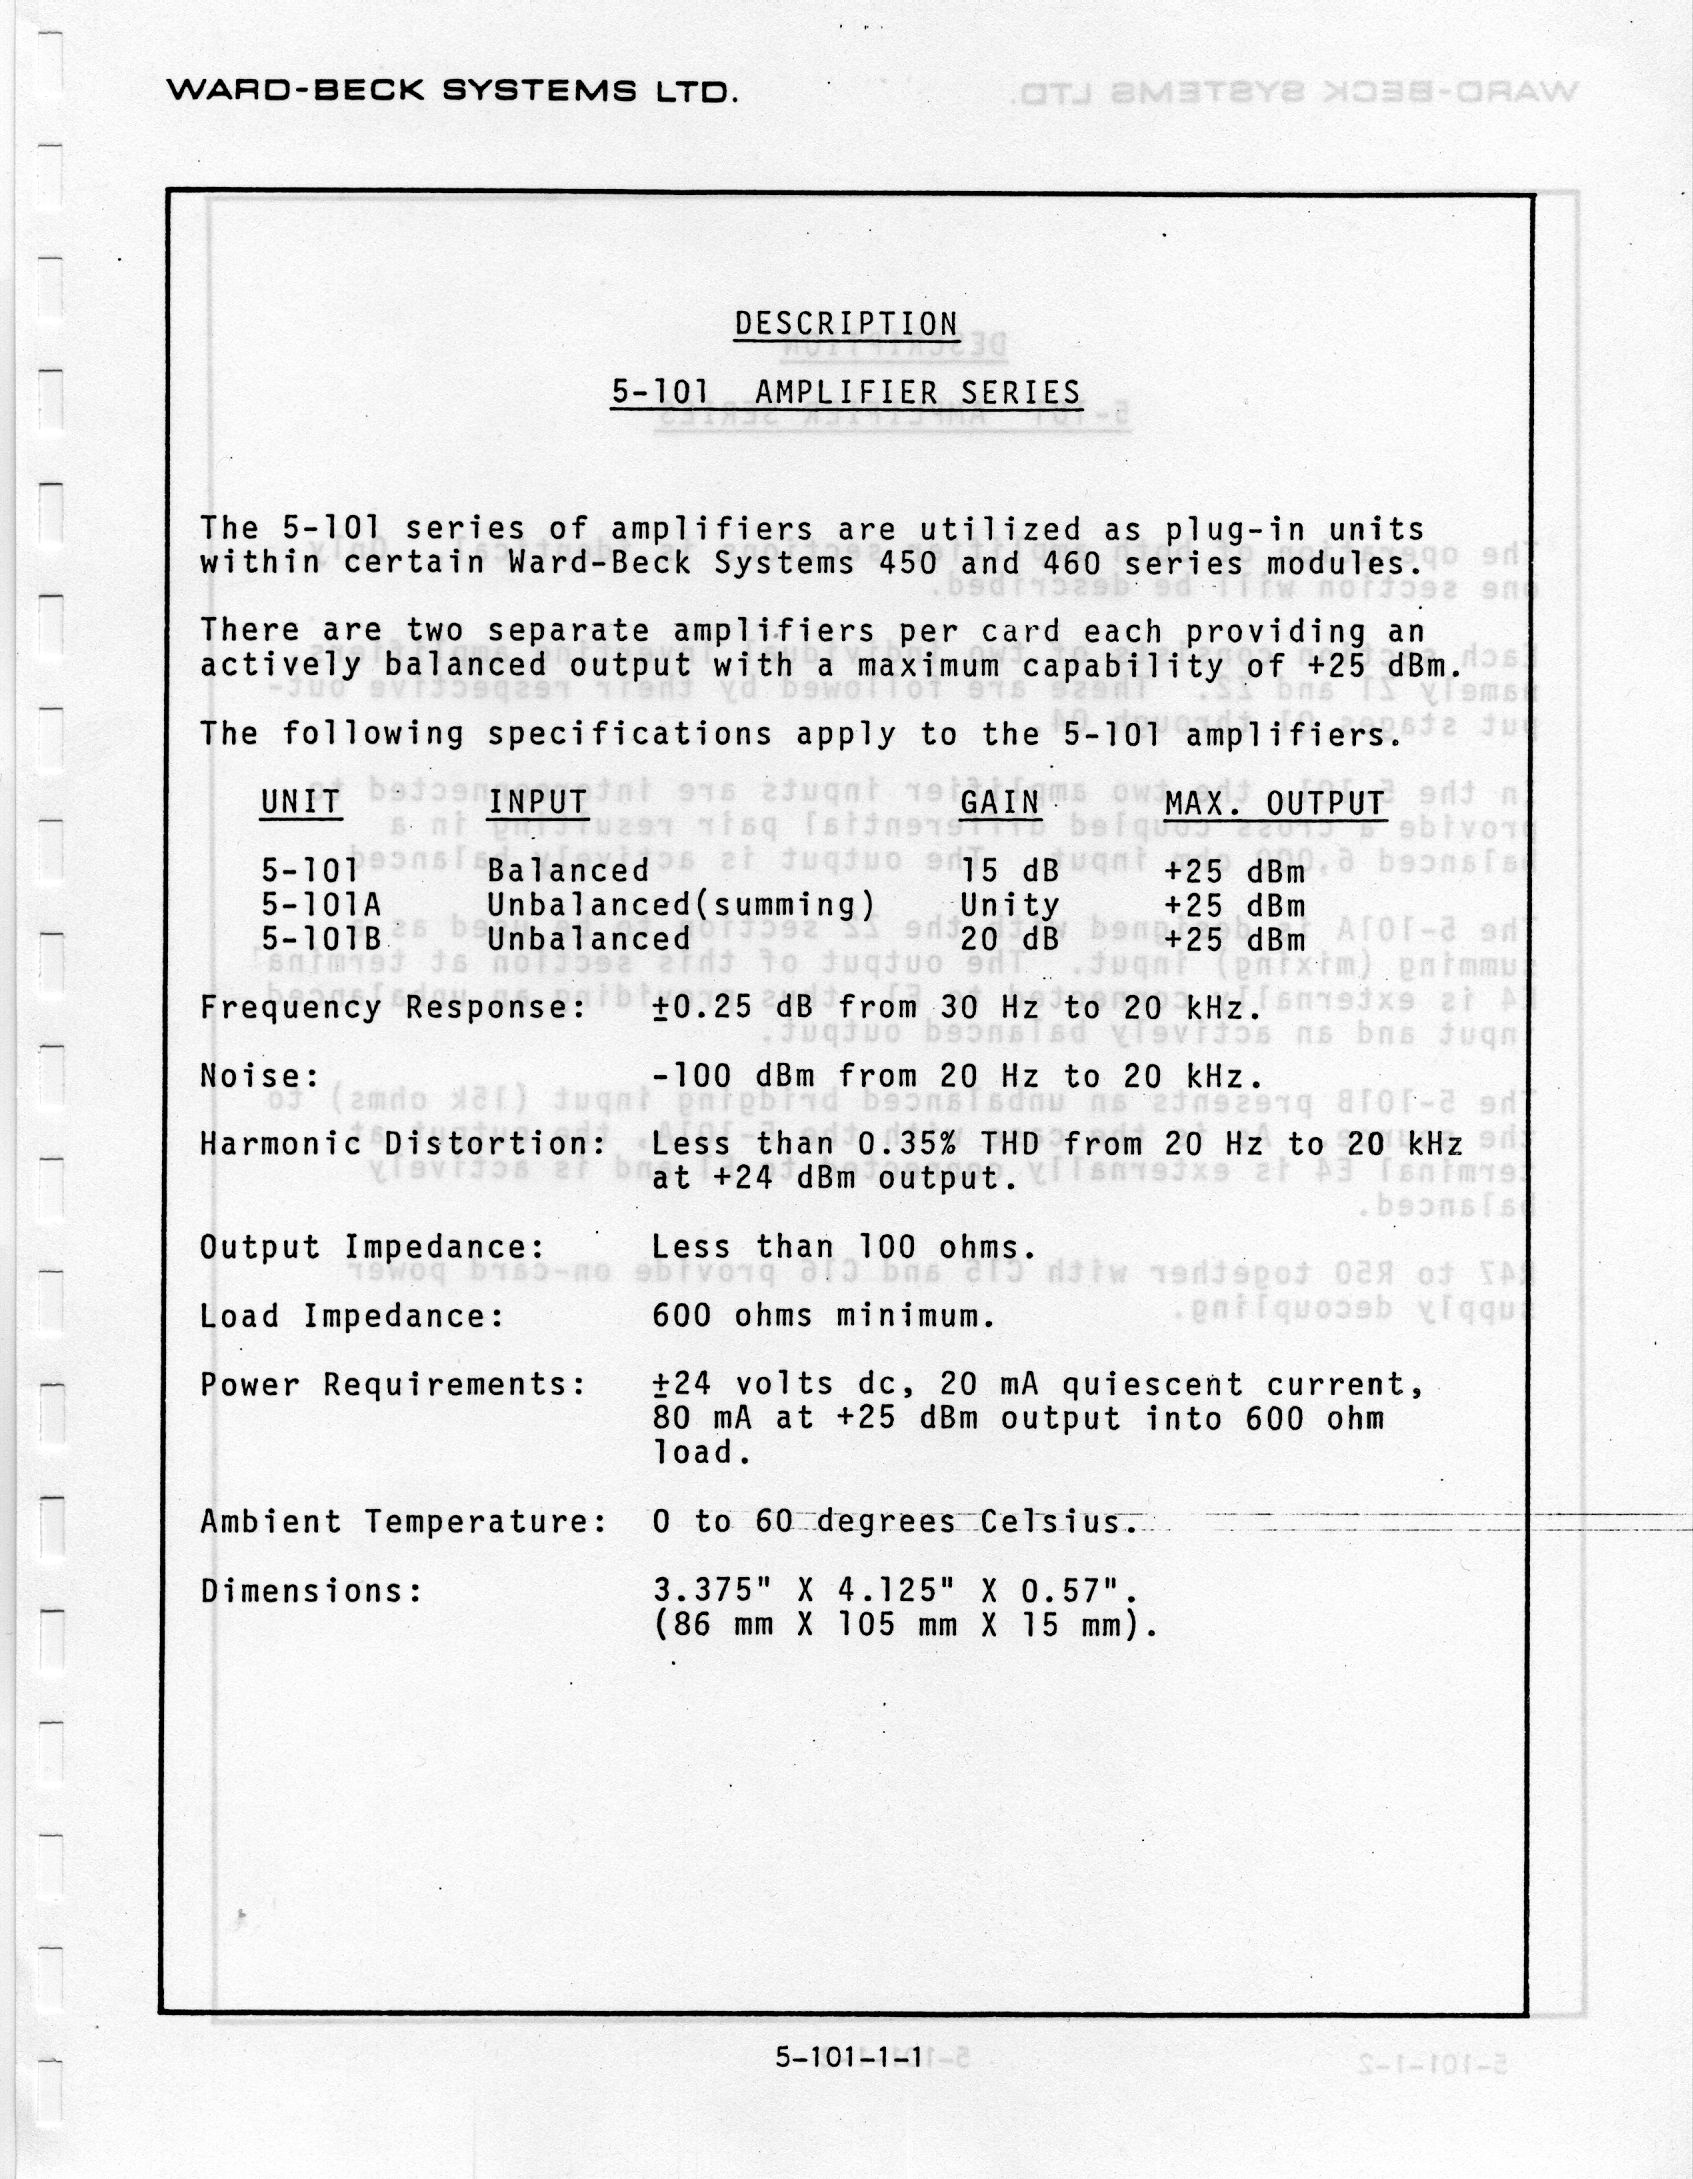 WARD-BECK SYSTEMS LTD.
DESCRIPTION
5-101 AMPLIFIER SERIES
The 5-101 series of amplifiers are utilized as plug-in units
within certain Ward-Beck Systems 450 and 460 series modules.
There are two separate amplifiers per card each providing an
actively balanced output with a maximum capability of +25 dBm.
The following specifications apply to the 5-101 amplifiers.
UNIT INPUT GAIN MAX. OUTPUT
5-101 Balanced 15 dB +25 dBm
5-101A Unbalanced(summing) Unity +25 dBm
5-101B Unbalanced 20 dB +25 dBm
Frequency Response: ±0.25 dB from 30 Hz to 20 kHz.
Noise: -100 dBm from 20 Hz to 20 kHz.
Harmonic Distortion: Less than 0.35% THD from 20 Hz to 20 kHz
at +24 dBm output.
Output Impedance: Less than 100 ohms.
Load Impedance: 600 ohms minimum.
Power Requirements: ±24 volts dc, 20 mA quiescent current,
80 mA at +25 dBm output into 600 ohm
load.
Ambient Temperature: 0 to 60 degrees Celsius.
Dimensions: 3.375" X 4.125" X 0.57".
(86 mm X 105 mm X 15 mm).
5-101-1-1